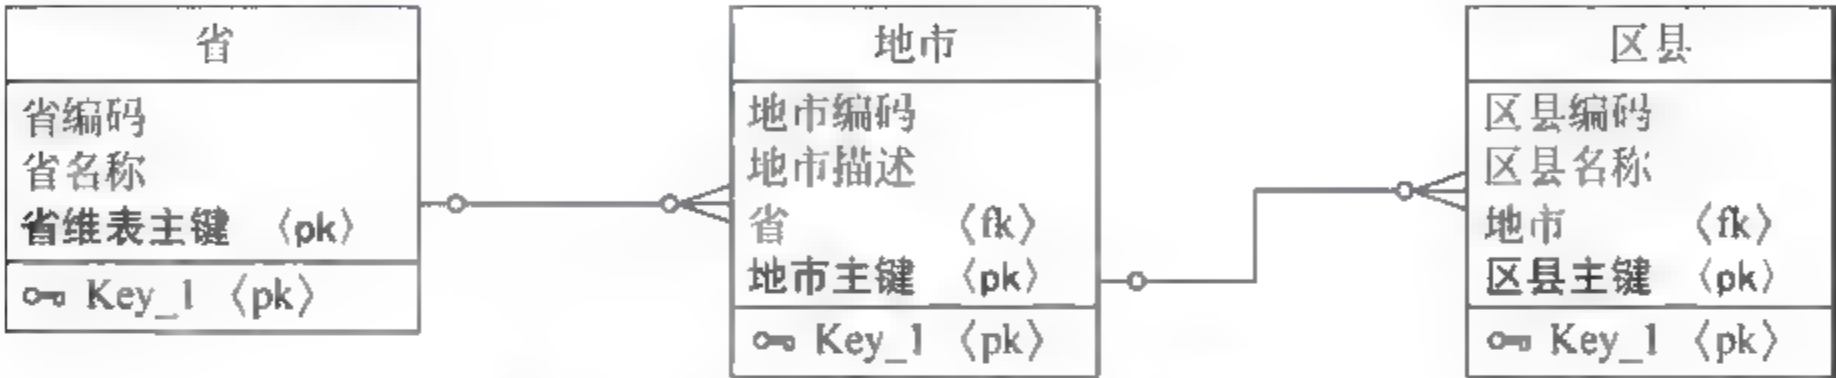 省
省编码
省名称
省维表主键 〈pk〉
Key_1 〈pk〉
地市
地市编码
地市描述
省 〈fk〉
地市主键 〈pk〉
Key_1 〈pk〉
区县
区县编码
区县名称
地市 〈fk〉
区县主键 〈pk〉
Key_1 〈pk〉